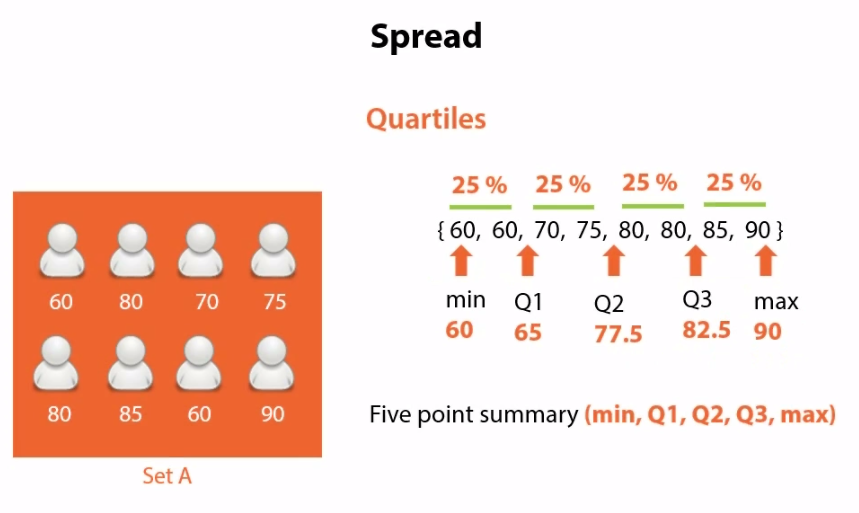 Spread
Quartiles
25 % 25 % 25 % 25 %
{ 60, 60, 70, 75, 80, 80, 85, 90 }
min Q1 Q2 Q3 max
60 65 77.5 82.5 90
Five point summary (min, Q1, Q2, Q3, max)
60 80 70 75
80 85 60 90
Set A